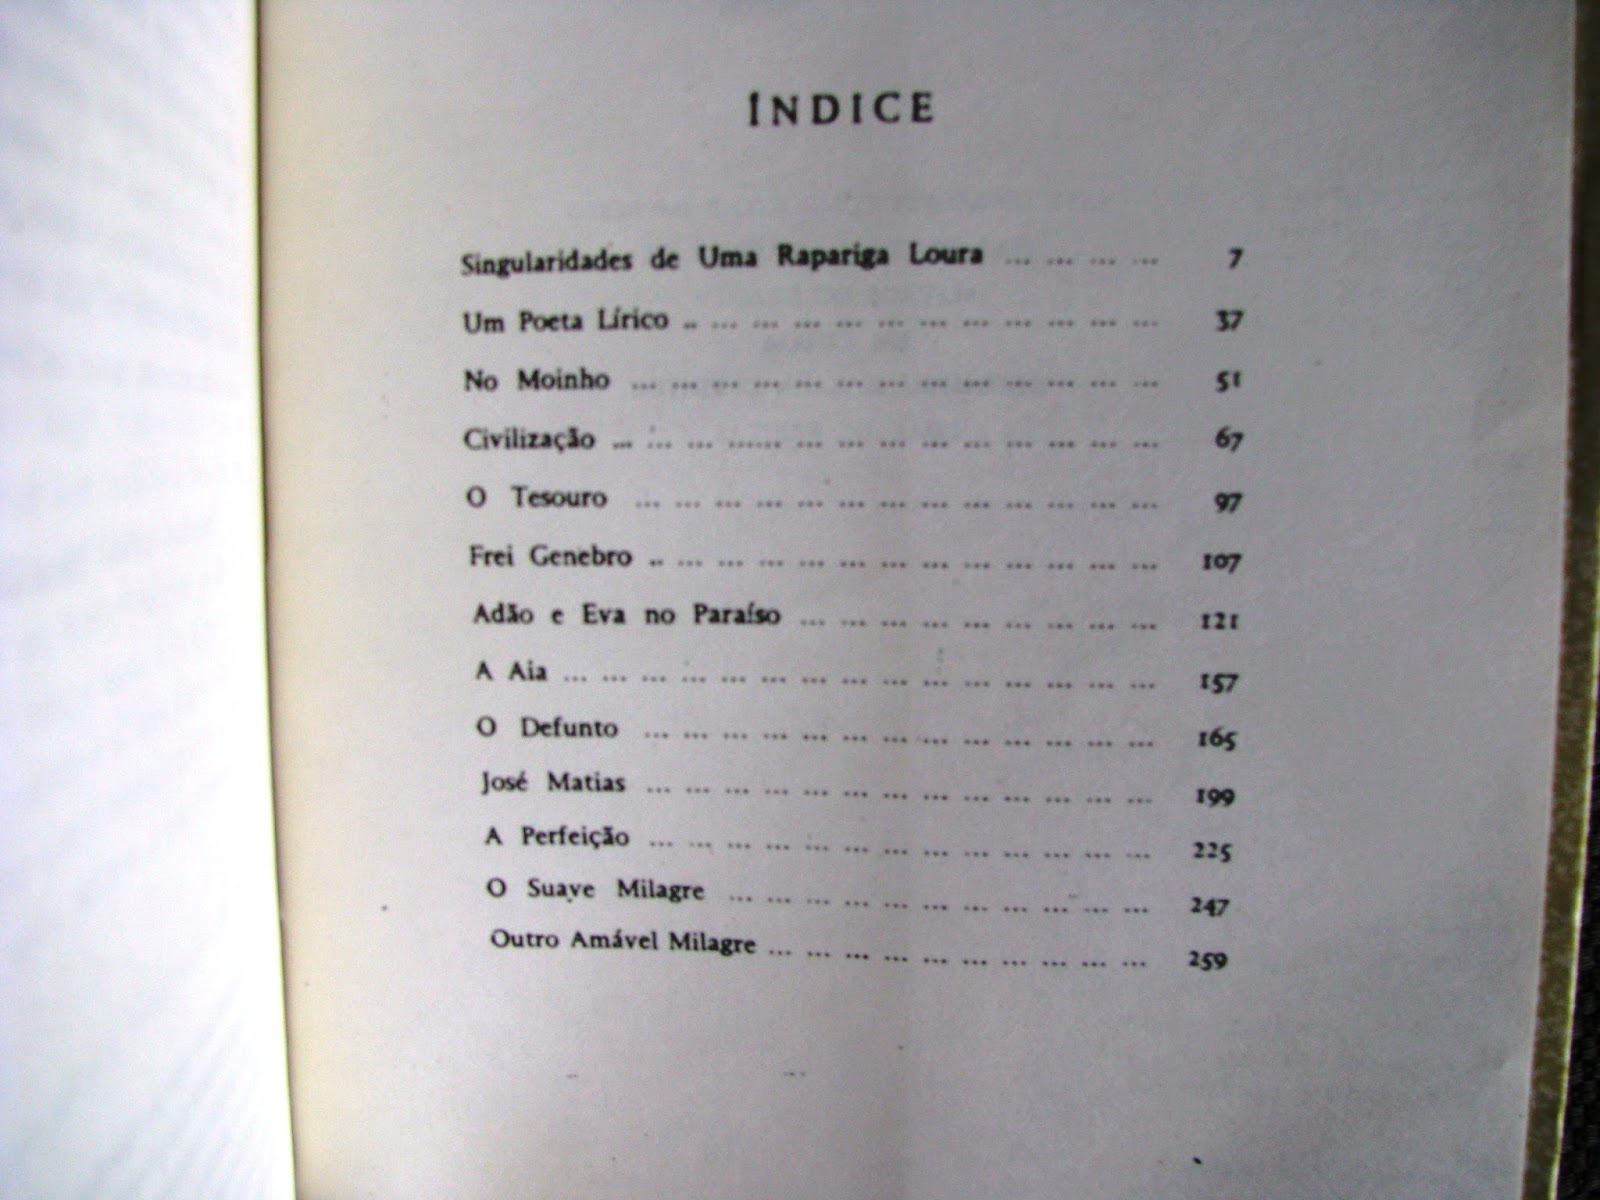 ÍNDICE
Singularidades de Uma Rapariga Loura ... ... ... ... 7
Um Poeta Lírico .. ... ... ... ... ... ... ... ... ... ... ... 37
No Moinho ... ... ... ... ... ... ... ... ... ... ... ... ... 51
Civilização ... ... ... ... ...... ... ... ... ... ... ... ... ... 67
O Tesouro ... ... ... ... ... ... ... ... ... ... ... ... ... 97
Frei Genebro .. ... ... ... ... ... ... ... ... ... ... ... ... 107
Adão e Eva no Paraíso ... ... ... ... ... ... ... ... ... 121
A Aia ... ... ... ... ... ... ... ... ... ... ... ... ... ... ... 157
O Defunto ... ... ... ... ... ... ... ... ... ... ... ... ... 165
José Matias ... ... ... ... ... ... ... ... ... ... ... ... ... 199
A Perfeição ... ... ... ... ... ... ... ... ... ... ... ... ... 225
O Suave Milagre ... ... ... ... ... ... ... ... ... ... ... 247
Outro Amável Milagre ... ... ... ... ... ... ... ... ... ... 259